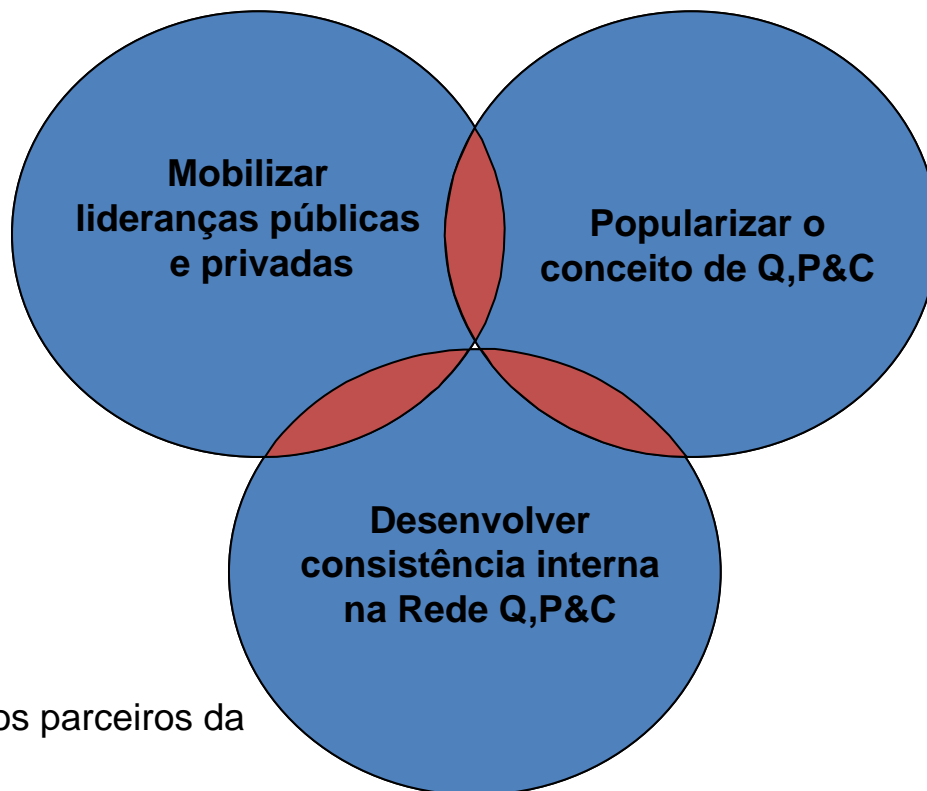 Mobilizar
lideranças públicas
e privadas
Popularizar o
conceito de Q,P&C
Desenvolver
consistência interna
na Rede Q,P&C
os parceiros da